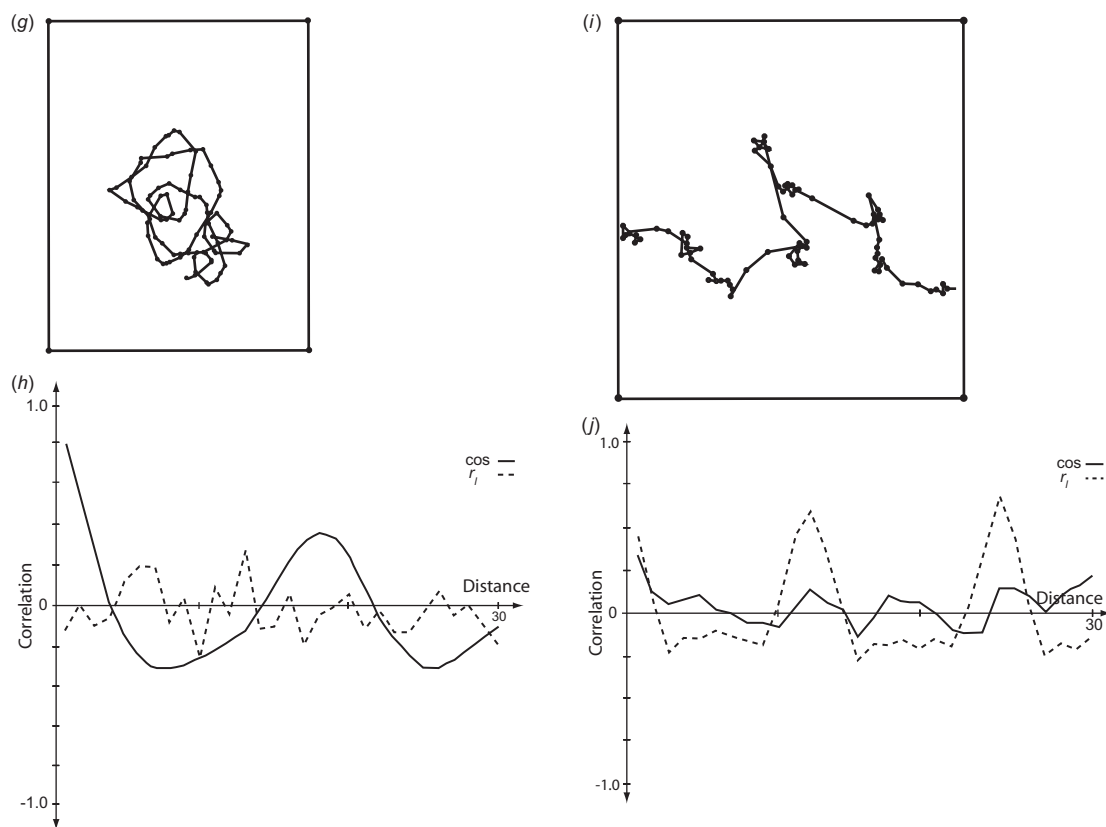 (g)
(i)
(h)
1.0
cos
r_l
Correlation
Distance
0
30
-1.0
(j)
1.0
cos
r_l
Correlation
Distance
0
30
-1.0